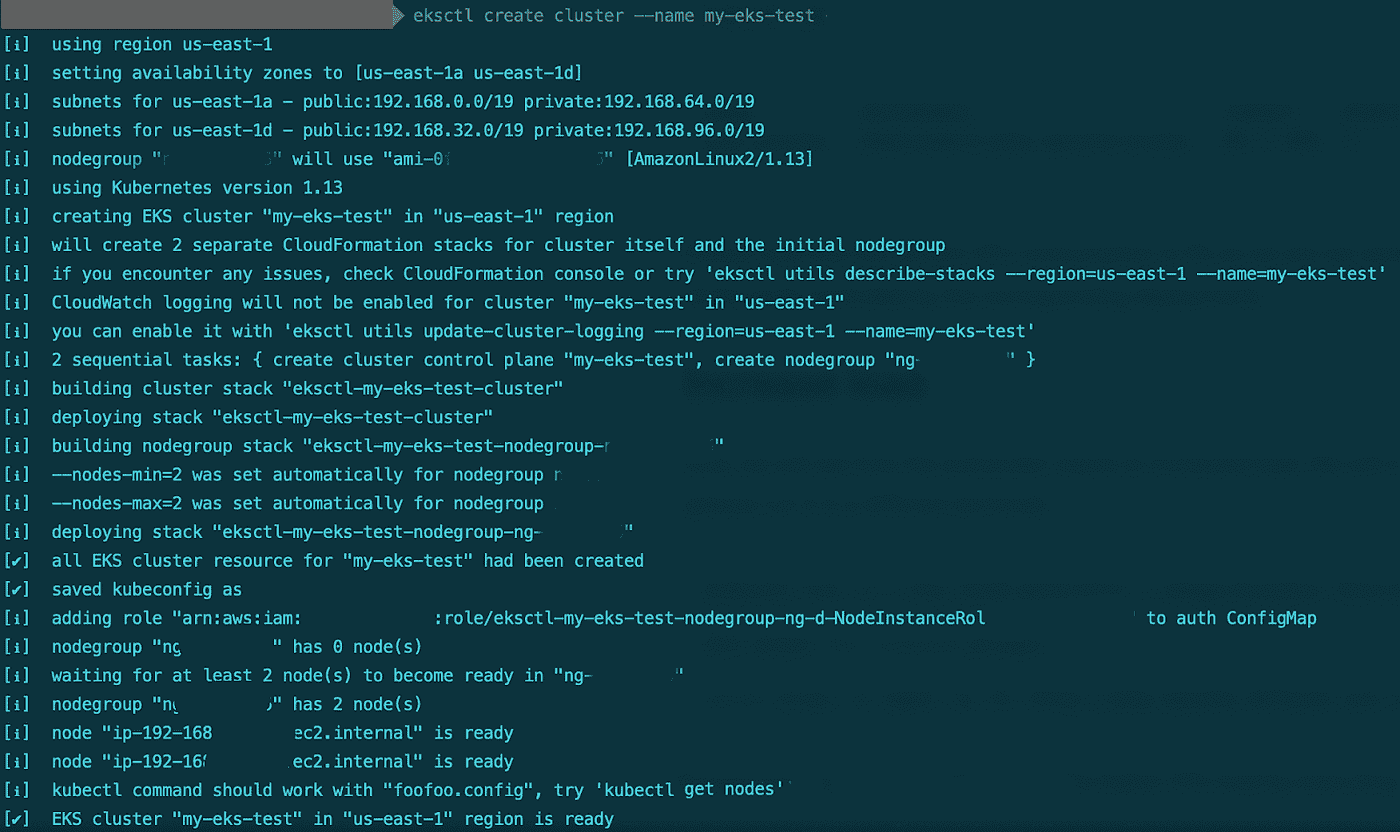 eksctl create cluster --name my-eks-test
[i] using region us-east-1
[i] setting availability zones to [us-east-1a us-east-1d]
[i] subnets for us-east-1a - public:192.168.0.0/19 private:192.168.64.0/19
[i] subnets for us-east-1d - public:192.168.32.0/19 private:192.168.96.0/19
[i] nodegroup " " will use "ami-0 " [AmazonLinux2/1.13]
[i] using Kubernetes version 1.13
[i] creating EKS cluster "my-eks-test" in "us-east-1" region
[i] will create 2 separate CloudFormation stacks for cluster itself and the initial nodegroup
[i] if you encounter any issues, check CloudFormation console or try 'eksctl utils describe-stacks --region=us-east-1 --name=my-eks-test'
[i] CloudWatch logging will not be enabled for cluster "my-eks-test" in "us-east-1"
[i] you can enable it with 'eksctl utils update-cluster-logging --region=us-east-1 --name=my-eks-test'
[i] 2 sequential tasks: { create cluster control plane "my-eks-test", create nodegroup "ng- " }
[i] building cluster stack "eksctl-my-eks-test-cluster"
[i] deploying stack "eksctl-my-eks-test-cluster"
[i] building nodegroup stack "eksctl-my-eks-test-nodegroup- "
[i] --nodes-min=2 was set automatically for nodegroup
[i] --nodes-max=2 was set automatically for nodegroup
[i] deploying stack "eksctl-my-eks-test-nodegroup-ng- "
[✔] all EKS cluster resource for "my-eks-test" had been created
[✔] saved kubeconfig as
[i] adding role "arn:aws:iam: :role/eksctl-my-eks-test-nodegroup-ng-d-NodeInstanceRol to auth ConfigMap
[i] nodegroup "ng " has 0 node(s)
[i] waiting for at least 2 node(s) to become ready in "ng- "
[i] nodegroup "ng " has 2 node(s)
[i] node "ip-192-168 ec2.internal" is ready
[i] node "ip-192-16 .ec2.internal" is ready
[i] kubectl command should work with "foofoo.config", try 'kubectl get nodes'
[✔] EKS cluster "my-eks-test" in "us-east-1" region is ready